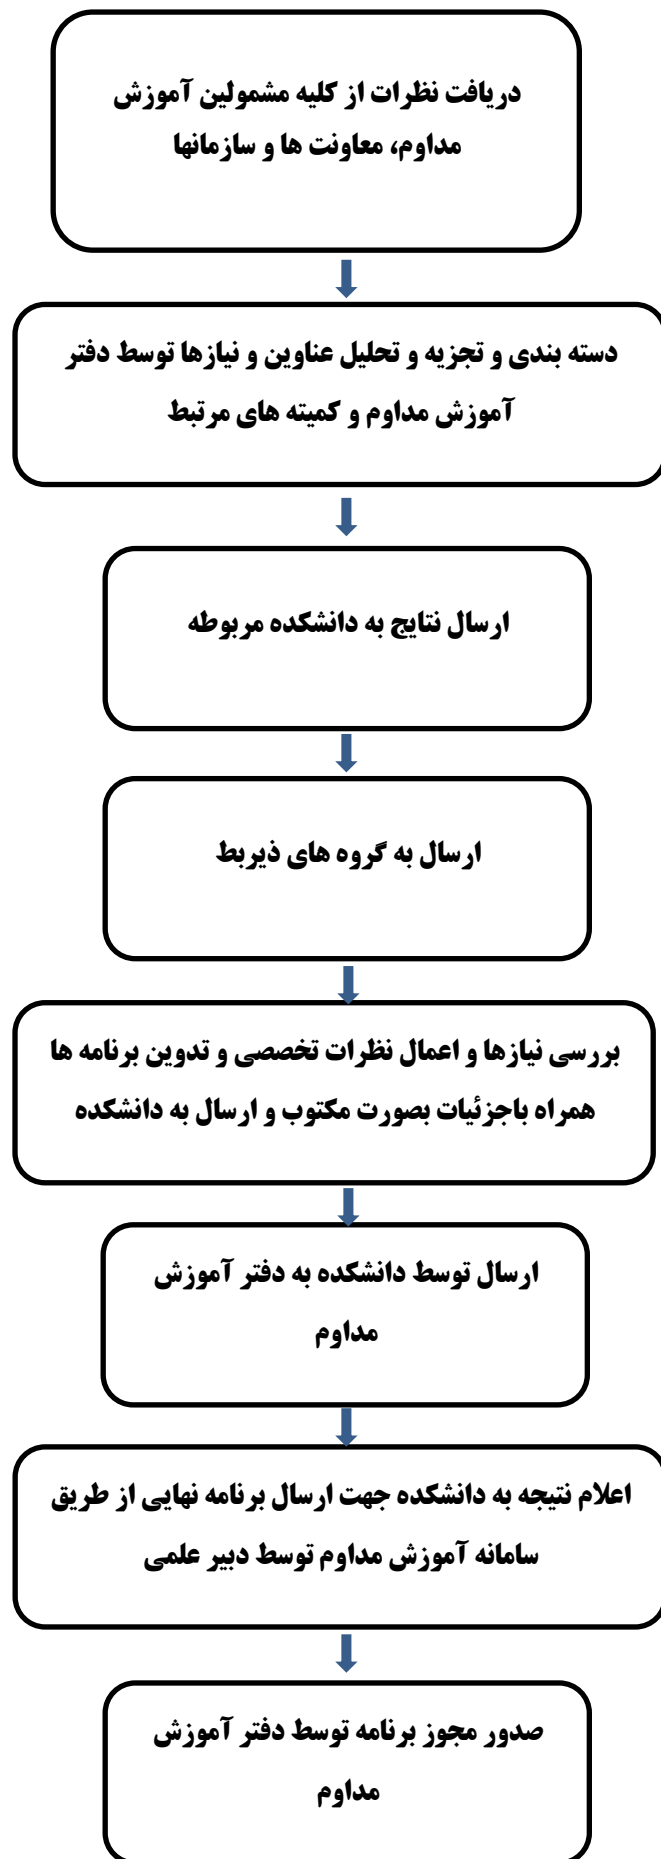 دریافت نظرات از کلیه مشمولین آموزش
مداوم، معاونت ها و سازمانها
دسته بندی و تجزیه و تحلیل عناوین و نیازها توسط دفتر
آموزش مداوم و کمیته های مرتبط
ارسال نتایج به دانشکده مربوطه
ارسال به گروه های ذیربط
بررسی نیازها و اعمال نظرات تخصصی و تدوین برنامه ها
همراه باجزئیات بصورت مکتوب و ارسال به دانشکده
ارسال توسط دانشکده به دفتر آموزش
مداوم
اعلام نتیجه به دانشکده جهت ارسال برنامه نهایی از طریق
سامانه آموزش مداوم توسط دبیر علمی
صدور مجوز برنامه توسط دفتر آموزش
مداوم